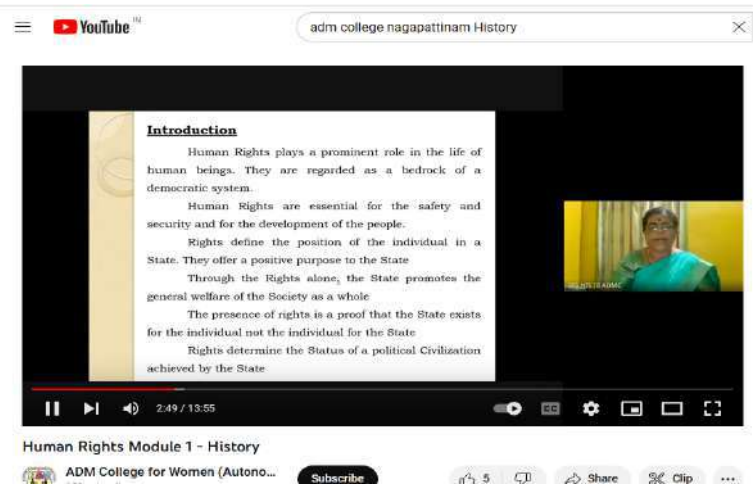 YouTube IN
adm college nagapattinam History
Introduction
Human Rights plays a prominent role in the life of
human beings. They are regarded as a bedrock of a
democratic system.
Human Rights are essential for the safety and
security and for the development of the people.
Rights define the position of the individual in a
State. They offer a positive purpose to the State
Through the Rights alone, the State promotes the
general welfare of the Society as a whole
The presence of rights is a proof that the State exists
for the individual not the individual for the State
Rights determine the Status of a political Civilization
achieved by the State
2:49 / 13:55
CC
Human Rights Module 1 - History
ADM College for Women (Autono...
Subscribe
5
Share
Clip